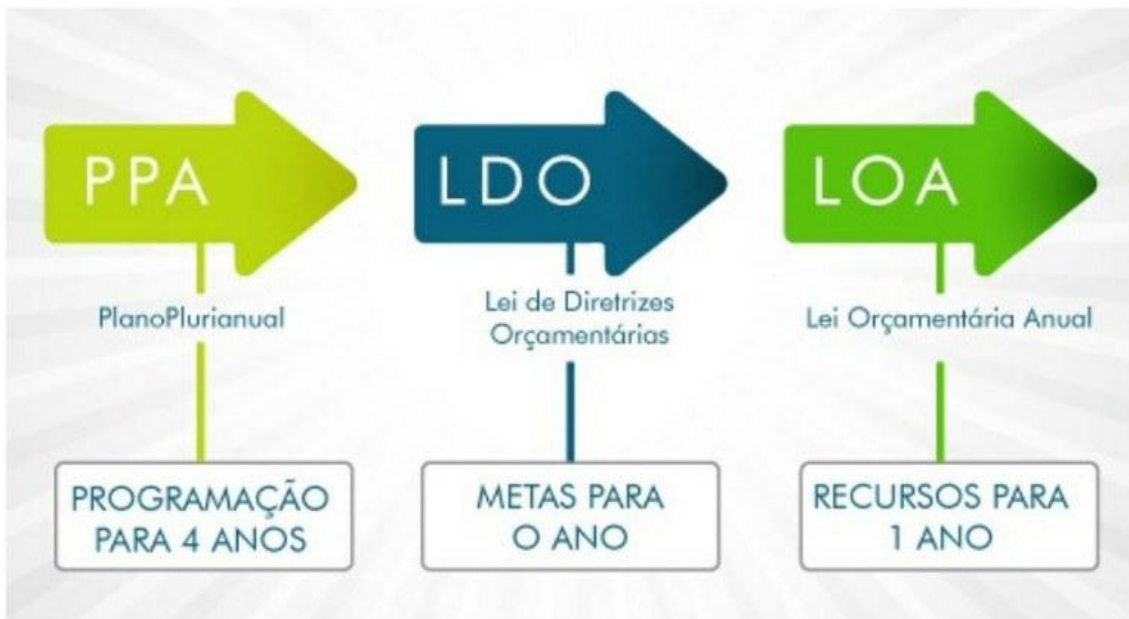 PPA
PlanoPlurianual
PROGRAMAÇÃO
PARA 4 ANOS
LDO
Lei de Diretrizes
Orçamentárias
METAS PARA
O ANO
LOA
Lei Orçamentária Anual
RECURSOS PARA
1 ANO